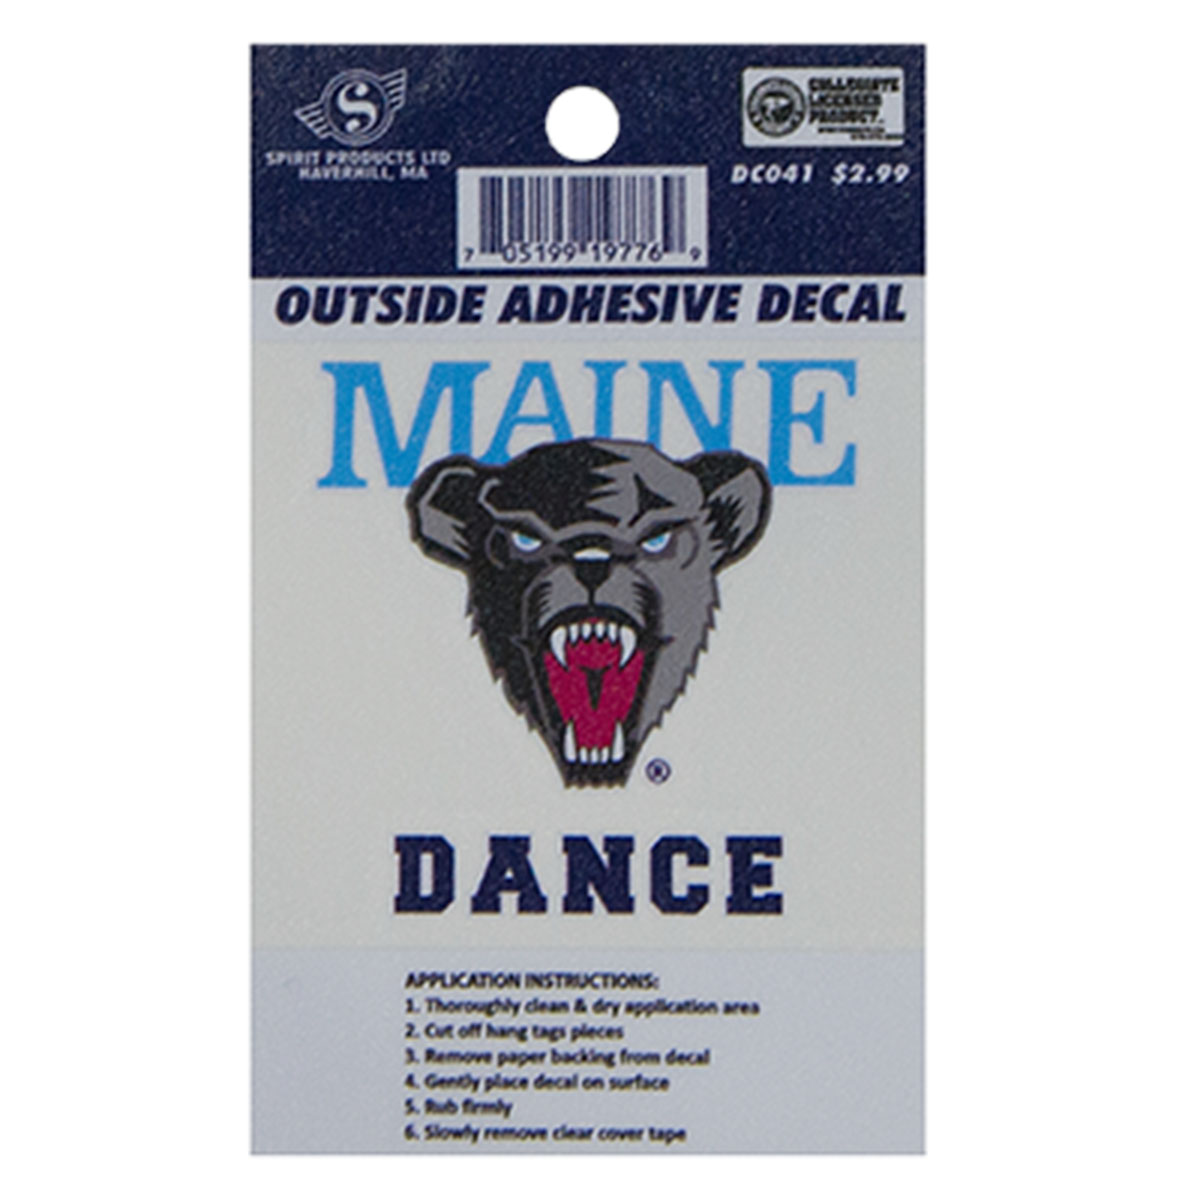 S
SPIRIT PRODUCTS LTD
HAVERHILL, MA
COLLEGIATE
LICENSED
PRODUCT
DC041 $2.99
7 05199 19776 9
OUTSIDE ADHESIVE DECAL
MAINE
®
DANCE
APPLICATION INSTRUCTIONS:
1. Thoroughly clean & dry application area
2. Cut off hang tags pieces
3. Remove paper backing from decal
4. Gently place decal on surface
5. Rub firmly
6. Slowly remove clear cover tape